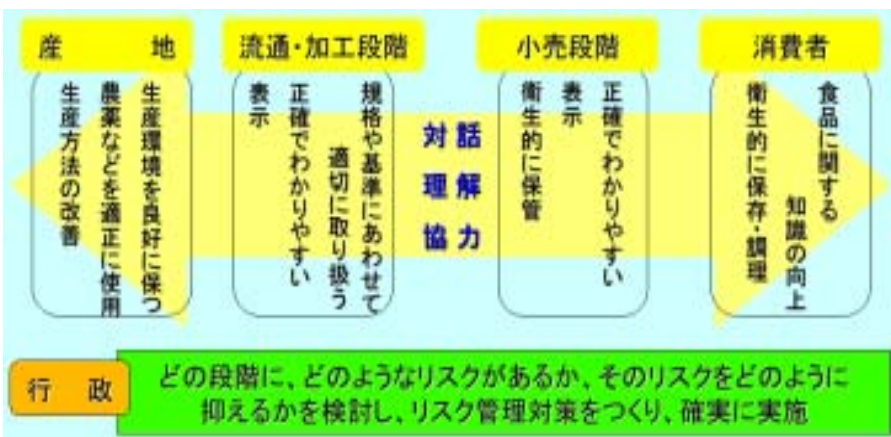 産　地
生産環境を良好に保つ
農薬などを適正に使用
生産方法の改善
流通・加工段階
規格や基準にあわせて
適切に取り扱う
正確でわかりやすい
表示
対話
理解
協力
小売段階
正確でわかりやすい
表示
衛生的に保管
消費者
食品に関する
知識の向上
衛生的に保存・調理
行　政
どの段階に、どのようなリスクがあるか、そのリスクをどのように
抑えるかを検討し、リスク管理対策をつくり、確実に実施